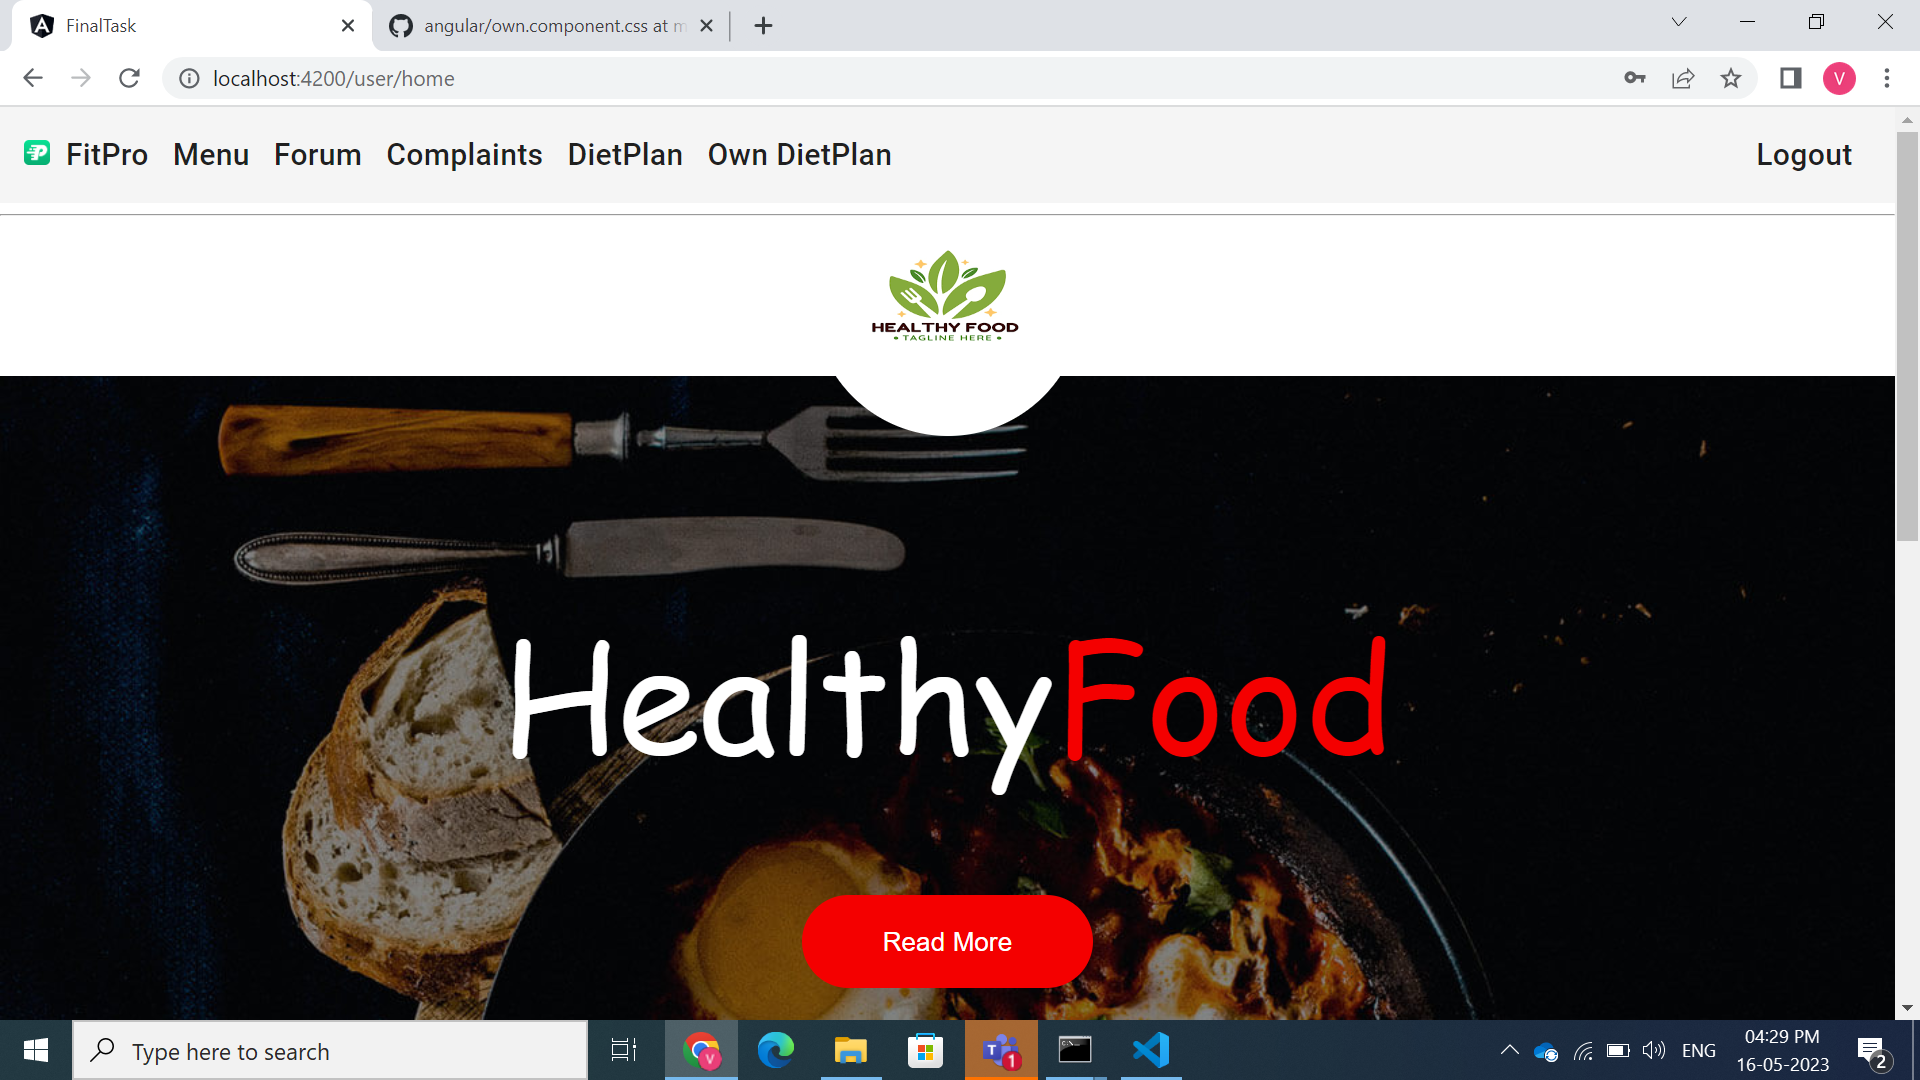 FinalTask
angular/own.component.css at m
localhost:4200/user/home
V
FitPro Menu Forum Complaints DietPlan Own DietPlan Logout
HEALTHY FOOD
• TAGLINE HERE •
HealthyFood
Read More
Type here to search
V
T 1
C:\
ENG
04:29 PM
16-05-2023
2